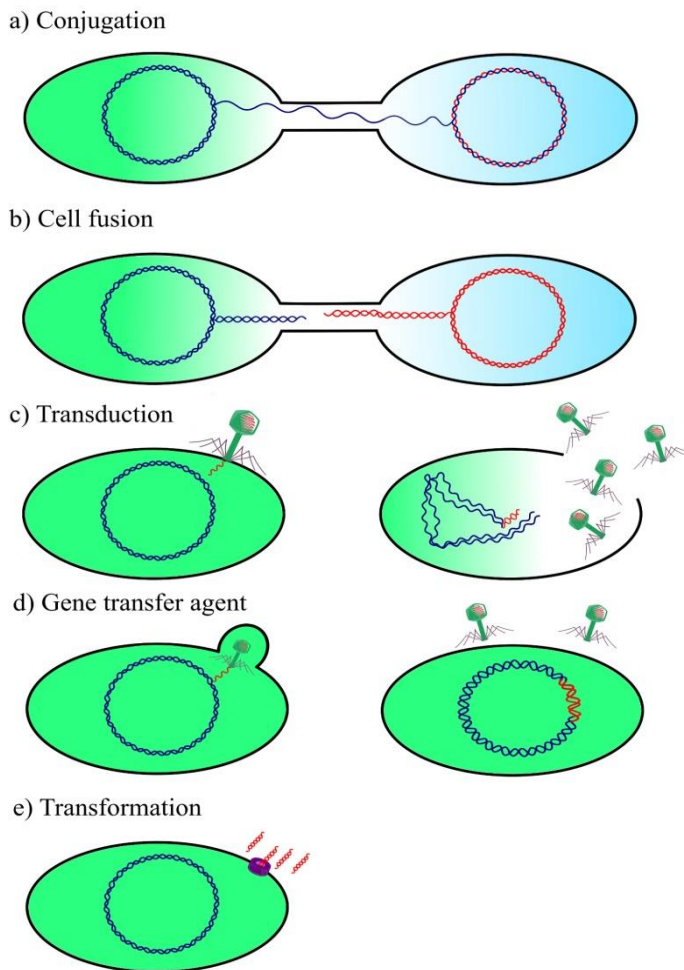 a) Conjugation
b) Cell fusion
c) Transduction
d) Gene transfer agent
e) Transformation